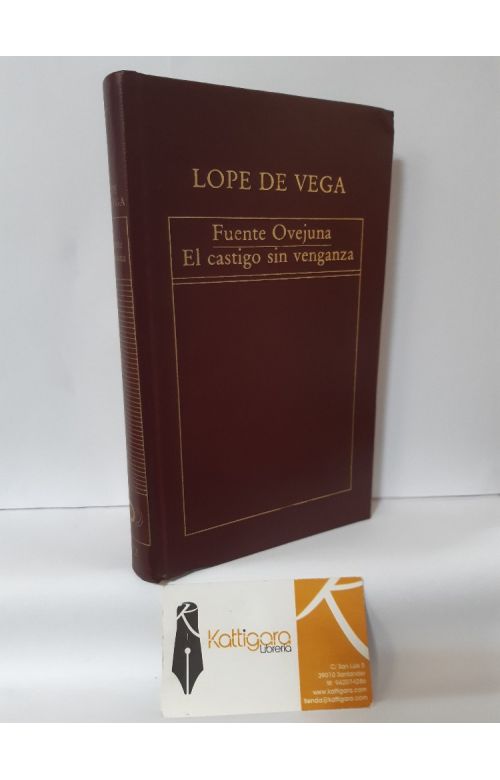 LOPE DE VEGA
Fuente Ovejuna
El castigo sin venganza
VEGA
Kattigara
Librería
C/ San Luis 5
39010 Santander
www.kattigara.com
tienda@kattigara.com